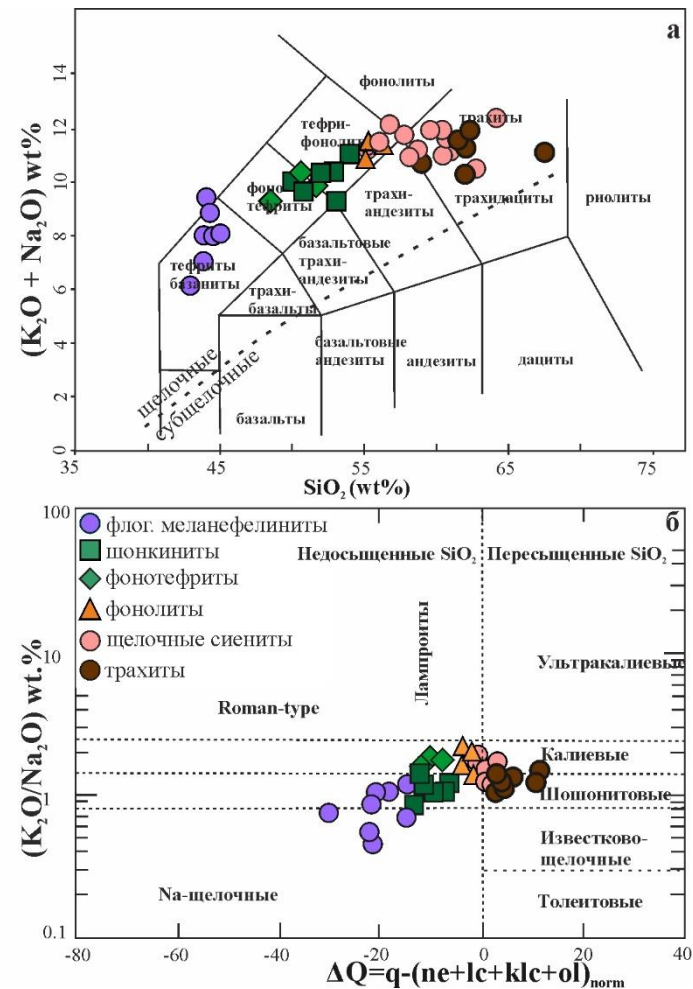 а
14
12
10
8
6
4
2
0
(K₂O + Na₂O) wt%
фонолиты
тефри-
фонолиты
трахиты
фоно-
тефриты
трахи-
андезиты
трахидациты
риолиты
тефриты
базаниты
базальтовые
трахи-
андезиты
трахи-
базальты
базальтовые
андезиты
андезиты
дациты
базальты
щелочные
субщелочные
35
45
55
65
75
SiO₂ (wt%)
б
100
10
1
0.1
(K₂O/Na₂O) wt.%
флог. меланефелиниты
шонкиниты
фонотефриты
фонолиты
щелочные сиениты
трахиты
Недосыщенные SiO₂
Пересыщенные SiO₂
Лампроиты
Ультракалиевые
Roman-type
Калиевые
Шошонитовые
Известково-
щелочные
Na-щелочные
Толеитовые
-80
-60
-40
-20
0
20
40
ΔQ=q-(ne+lc+klc+ol)norm